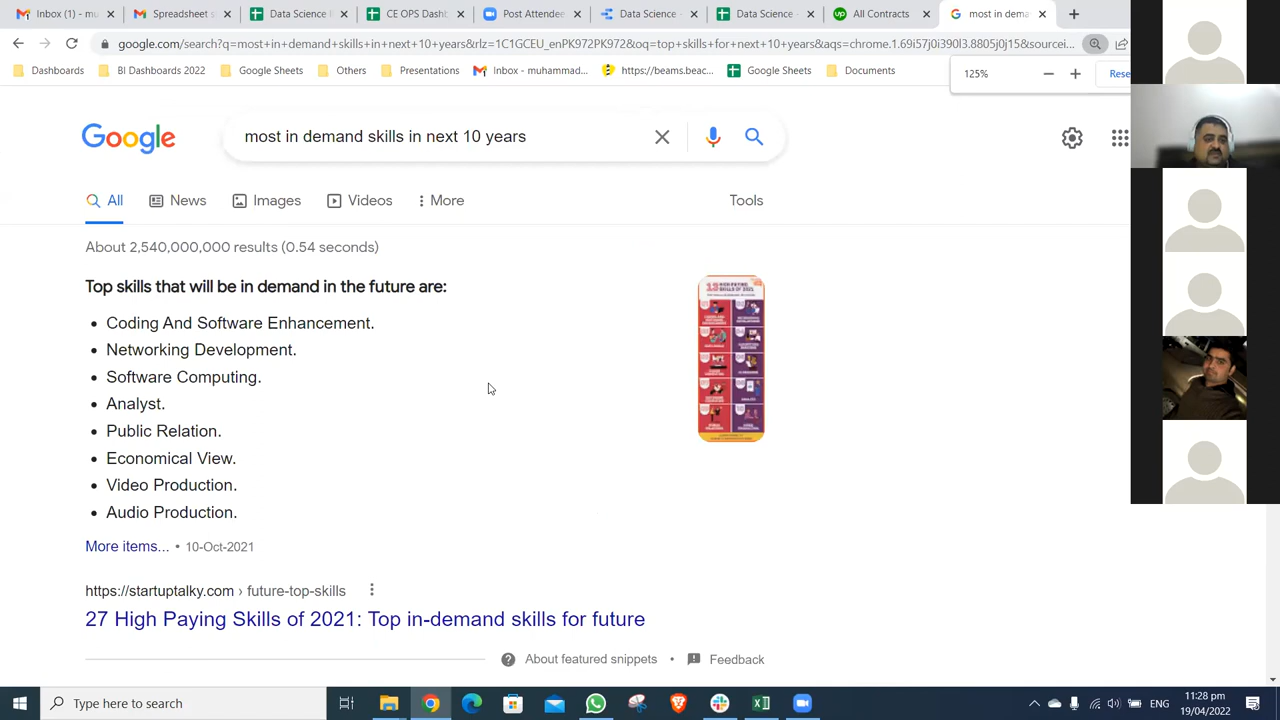 Inbox (1) - m
Spreadsheet s
Data Science F
CE OPS Dashb
Post Attendee
Data Science -
Data Science
All Contracts
most in dema
google.com/search?q=most+in+demand+skills+in+next+10+years&rlz=1C1GCEU_enPK972PK972&oq=top+skills+for+next+10+years&aqs=chrome.1.69i57j0i390l3.8805j0j15&sourcei...
Dashboards
BI Dashboards 2022
Google Sheets
Others
Presentations
Inbox - muhammad...
https://beams.beac...
Google Sheets
Documents
125%
Rese
Google
most in demand skills in next 10 years
All
News
Images
Videos
More
Tools
About 2,540,000,000 results (0.54 seconds)
Top skills that will be in demand in the future are:
• Coding And Software Enhancement.
• Networking Development.
• Software Computing.
• Analyst.
• Public Relation.
• Economical View.
• Video Production.
• Audio Production.
More items... • 10-Oct-2021
https://startuptalky.com › future-top-skills
27 High Paying Skills of 2021: Top in-demand skills for future
About featured snippets • Feedback
Type here to search
ENG
11:28 pm
19/04/2022